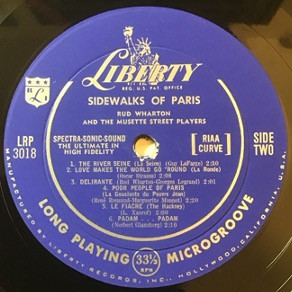 LIBERTY
REG. U.S. PAT. OFFICE
SIDEWALKS OF PARIS
RUD WHARTON
AND THE MUSETTE STREET PLAYERS
LRP
3018
SPECTRA-SONIC-SOUND
THE ULTIMATE IN
HIGH FIDELITY
[ RIAA
CURVE ]
SIDE
TWO
1. THE RIVER SEINE (La Seine) (Guy LaFarge) 2:20
2. LOVE MAKES THE WORLD GO 'ROUND (La Ronde)
(Oscar Straus) 2:10
3. DELIRANTE (Rud Wharton-Georges Legrand) 2:10
4. POOR PEOPLE OF PARIS
(La Goualante du Pauvre Jean)
(René Rouzaud-Marguerite Monnot) 2:20
5. LE FIACRE (The Hackney)
(L. Xanrof) 2:30
6. PADAM . . . PADAM
(Norbert Glanzberg) 2:30
LONG PLAYING 33⅓ RPM MICROGROOVE
MANUFACTURED BY LIBERTY RECORDS, INC., HOLLYWOOD, CALIFORNIA, U.S.A.